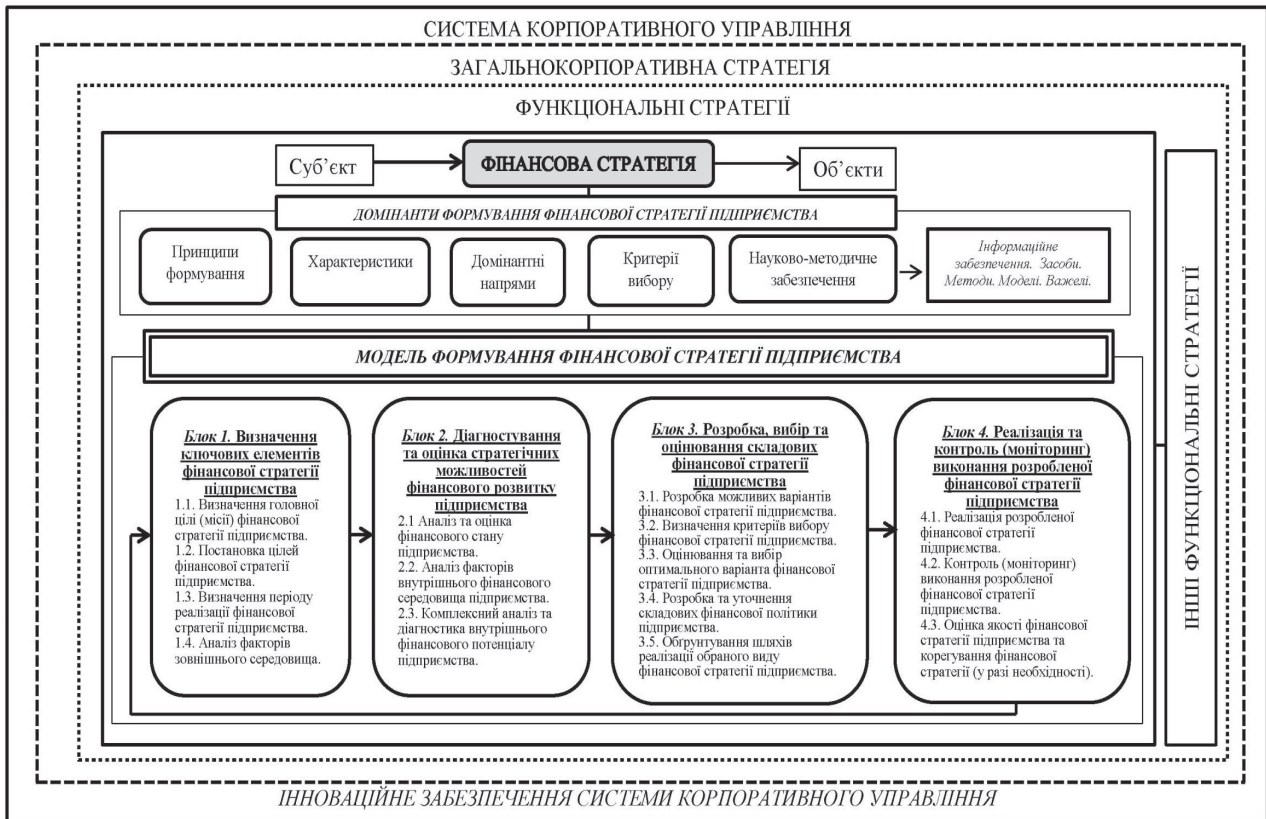 СИСТЕМА КОРПОРАТИВНОГО УПРАВЛІННЯ
ЗАГАЛЬНОКОРПОРАТИВНА СТРАТЕГІЯ
ФУНКЦІОНАЛЬНІ СТРАТЕГІЇ
Суб’єкт
ФІНАНСОВА СТРАТЕГІЯ
Об’єкти
ДОМІНАНТИ ФОРМУВАННЯ ФІНАНСОВОЇ СТРАТЕГІЇ ПІДПРИЄМСТВА
Принципи
формування
Характеристики
Домінантні
напрями
Критерії
вибору
Науково-методичне
забезпечення
Інформаційне
забезпечення. Засоби.
Методи. Моделі. Важелі.
МОДЕЛЬ ФОРМУВАННЯ ФІНАНСОВОЇ СТРАТЕГІЇ ПІДПРИЄМСТВА
Блок 1. Визначення
ключових елементів
фінансової стратегії
підприємства
1.1. Визначення головної
цілі (місії) фінансової
стратегії підприємства.
1.2. Постановка цілей
фінансової стратегії
підприємства.
1.3. Визначення періоду
реалізації фінансової
стратегії підприємства.
1.4. Аналіз факторів
зовнішнього середовища.
Блок 2. Діагностування
та оцінка стратегічних
можливостей
фінансового розвитку
підприємства
2.1 Аналіз та оцінка
фінансового стану
підприємства.
2.2. Аналіз факторів
внутрішнього фінансового
середовища підприємства.
2.3. Комплексний аналіз та
діагностика внутрішнього
фінансового потенціалу
підприємства.
Блок 3. Розробка, вибір та
оцінювання складових
фінансової стратегії
підприємства
3.1. Розробка можливих варіантів
фінансової стратегії підприємства.
3.2. Визначення критеріїв вибору
фінансової стратегії підприємства.
3.3. Оцінювання та вибір
оптимального варіанта фінансової
стратегії підприємства.
3.4. Розробка та уточнення
складових фінансової політики
підприємства.
3.5. Обґрунтування шляхів
реалізації обраного виду
фінансової стратегії підприємства.
Блок 4. Реалізація та
контроль (моніторинг)
виконання розробленої
фінансової стратегії
підприємства
4.1. Реалізація розробленої
фінансової стратегії
підприємства.
4.2. Контроль (моніторинг)
виконання розробленої
фінансової стратегії
підприємства.
4.3. Оцінка якості фінансової
стратегії підприємства та
корегування фінансової
стратегії (у разі необхідності).
ІНШІ ФУНКЦІОНАЛЬНІ СТРАТЕГІЇ
ІННОВАЦІЙНЕ ЗАБЕЗПЕЧЕННЯ СИСТЕМИ КОРПОРАТИВНОГО УПРАВЛІННЯ